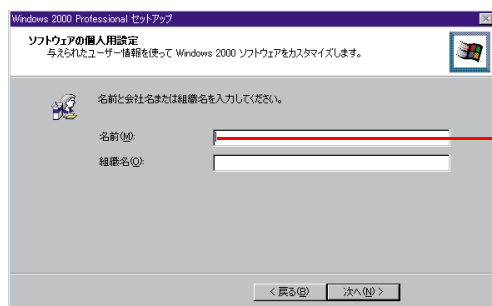 Windows 2000 Professional セットアップ
ソフトウェアの個人用設定
与えられたユーザー情報を使って Windows 2000 ソフトウェアをカスタマイズします。
名前と会社名または組織名を入力してください。
名前(M):
組織名(O):
< 戻る(B)
次へ(N) >